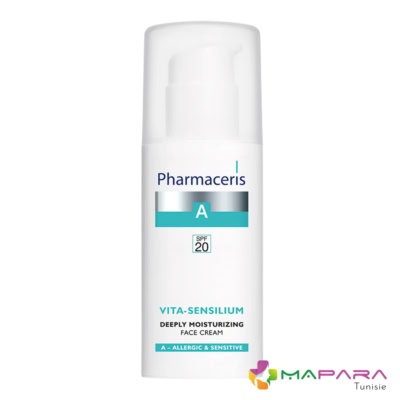 Pharmaceris
A
SPF
20
VITA-SENSILIUM
DEEPLY MOISTURIZING
FACE CREAM
A – ALLERGIC & SENSITIVE
MAPARA
Tunisie